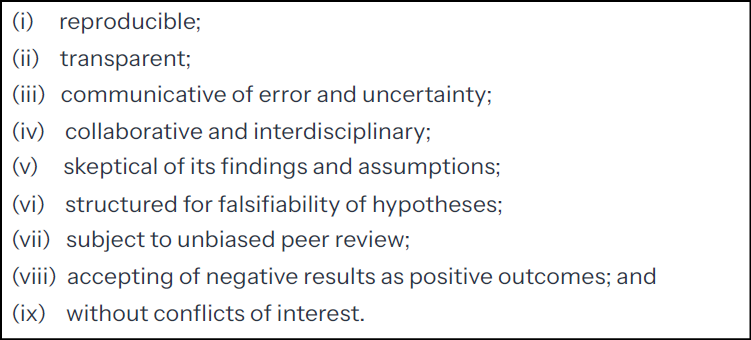 (i) reproducible;
(ii) transparent;
(iii) communicative of error and uncertainty;
(iv) collaborative and interdisciplinary;
(v) skeptical of its findings and assumptions;
(vi) structured for falsifiability of hypotheses;
(vii) subject to unbiased peer review;
(viii) accepting of negative results as positive outcomes; and
(ix) without conflicts of interest.